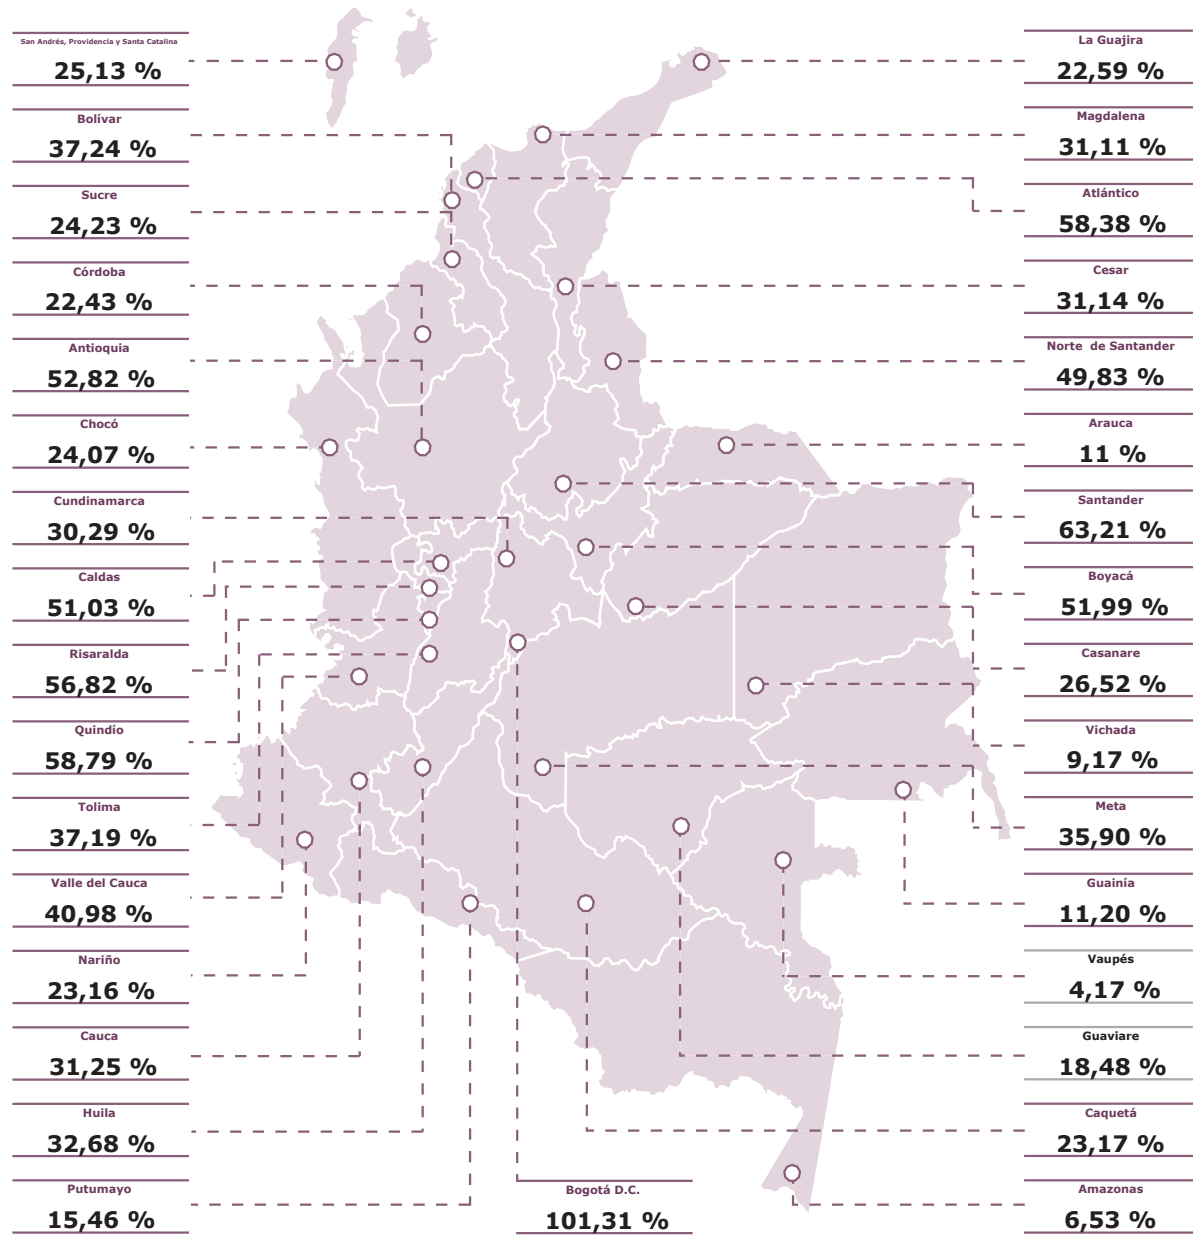 San Andrés, Providencia y Santa Catalina
25,13 %
Bolívar
37,24 %
Sucre
24,23 %
Córdoba
22,43 %
Antioquia
52,82 %
Chocó
24,07 %
Cundinamarca
30,29 %
Caldas
51,03 %
Risaralda
56,82 %
Quindío
58,79 %
Tolima
37,19 %
Valle del Cauca
40,98 %
Nariño
23,16 %
Cauca
31,25 %
Huila
32,68 %
Putumayo
15,46 %
Bogotá D.C.
101,31 %
La Guajira
22,59 %
Magdalena
31,11 %
Atlántico
58,38 %
Cesar
31,14 %
Norte de Santander
49,83 %
Arauca
11 %
Santander
63,21 %
Boyacá
51,99 %
Casanare
26,52 %
Vichada
9,17 %
Meta
35,90 %
Guainía
11,20 %
Vaupés
4,17 %
Guaviare
18,48 %
Caquetá
23,17 %
Amazonas
6,53 %